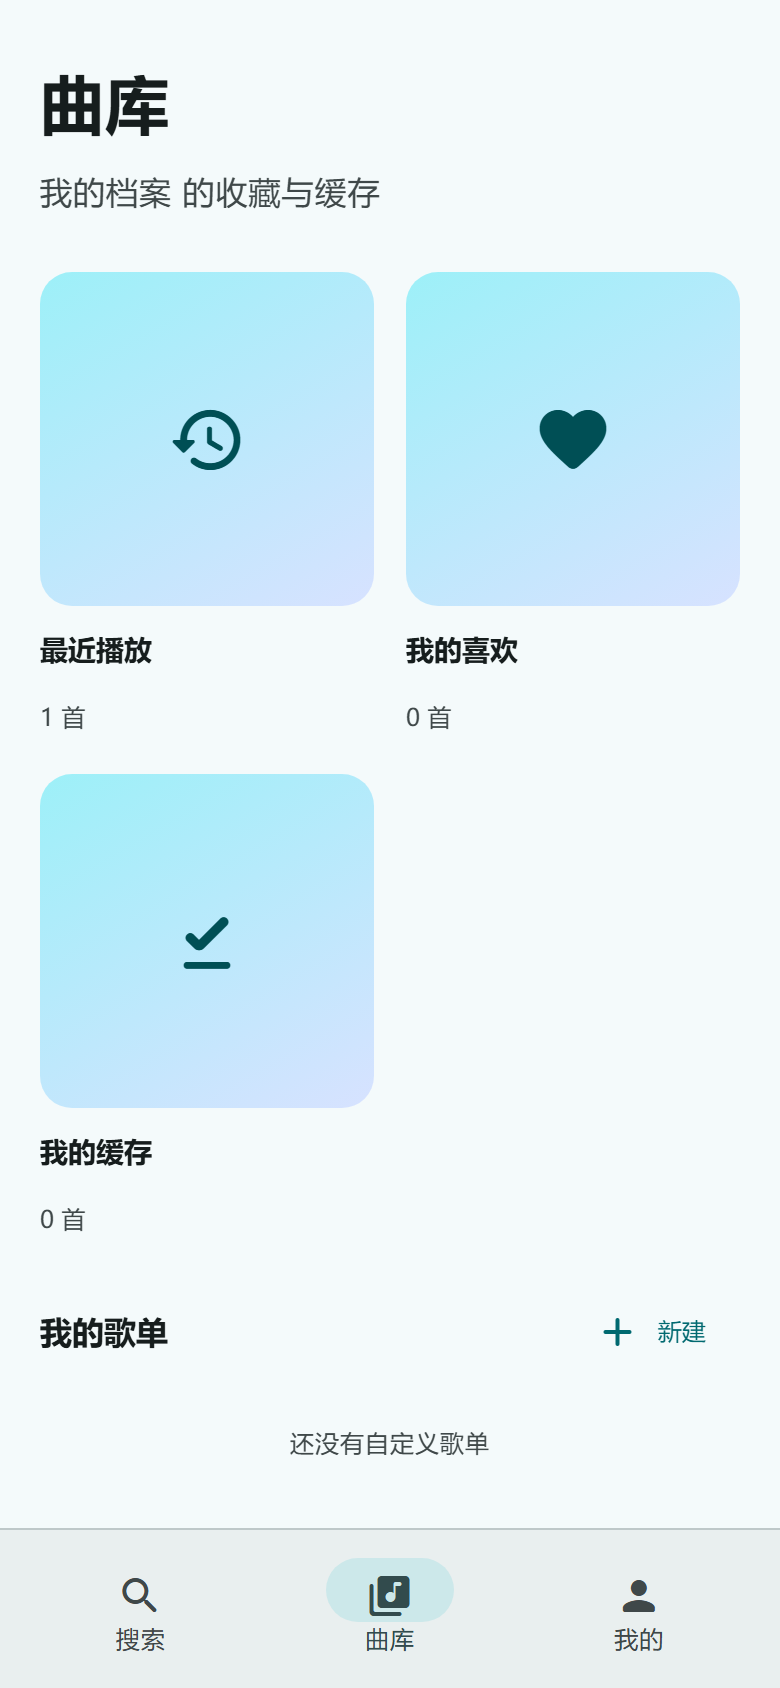 曲库
我的档案 的收藏与缓存
最近播放
1 首
我的喜欢
0 首
我的缓存
0 首
我的歌单
新建
还没有自定义歌单
搜索
曲库
我的